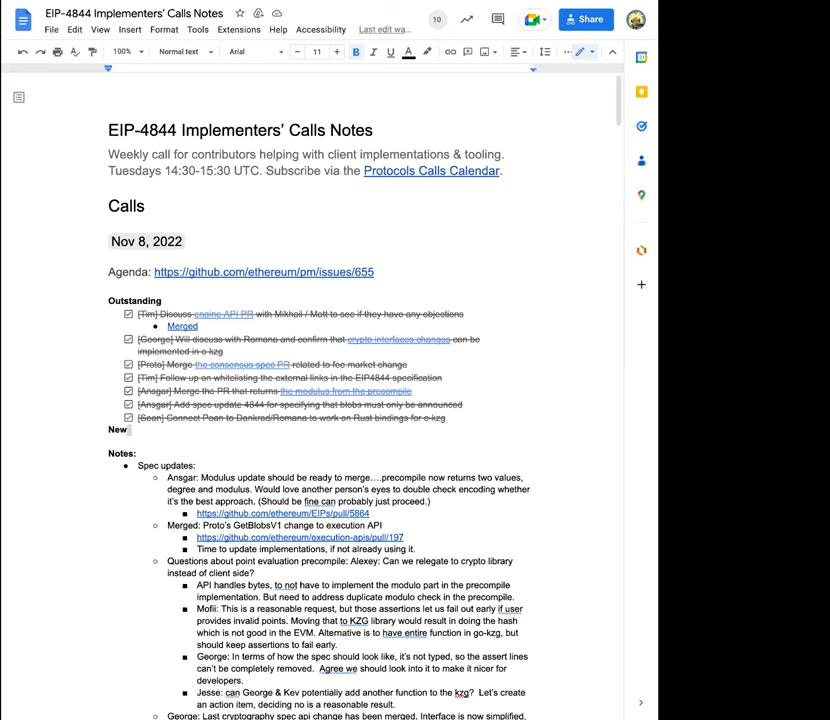 EIP-4844 Implementers' Calls Notes
File Edit View Insert Format Tools Extensions Help Accessibility Last edit wa...
10
Share
100% Normal text Arial 11 B I U A
EIP-4844 Implementers' Calls Notes
Weekly call for contributors helping with client implementations & tooling.
Tuesdays 14:30-15:30 UTC. Subscribe via the Protocols Calls Calendar.
Calls
Nov 8, 2022
Agenda: https://github.com/ethereum/pm/issues/655
Outstanding
[Tim] Discuss engine API PR with Mikhail / Matt to see if they have any objections
Merged
[George] Will discuss with Romana and confirm that crypto interfaces changes can be
implemented in c-kzg
[Proto] Merge the consensus spec PR related to fee market change
[Tim] Follow up on whitelisting the external links in the EIP4844 specification
[Ansgar] Merge the PR that returns the modulus from the precompile
[Ansgar] Add spec update 4844 for specifying that blobs must only be announced
[Sean] Connect Pean to Dankrad/Romana to work on Rust bindings for c-kzg
New
Notes:
Spec updates:
Ansgar: Modulus update should be ready to merge....precompile now returns two values,
degree and modulus. Would love another person's eyes to double check encoding whether
it's the best approach. (Should be fine can probably just proceed.)
https://github.com/ethereum/EIPs/pull/5864
Merged: Proto's GetBlobsV1 change to execution API
https://github.com/ethereum/execution-apis/pull/197
Time to update implementations, if not already using it.
Questions about point evaluation precompile: Alexey: Can we relegate to crypto library
instead of client side?
API handles bytes, to not have to implement the modulo part in the precompile
implementation. But need to address duplicate modulo check in the precompile.
Mofii: This is a reasonable request, but those assertions let us fail out early if user
provides invalid points. Moving that to KZG library would result in doing the hash
which is not good in the EVM. Alternative is to have entire function in go-kzg, but
should keep assertions to fail early.
George: In terms of how the spec should look like, it's not typed, so the assert lines
can't be completely removed. Agree we should look into it to make it nicer for
developers.
Jesse: can George & Kev potentially add another function to the kzg? Let's create
an action item, deciding no is a reasonable result.
George: Last cryptography spec api change has been merged. Interface is now simplified,